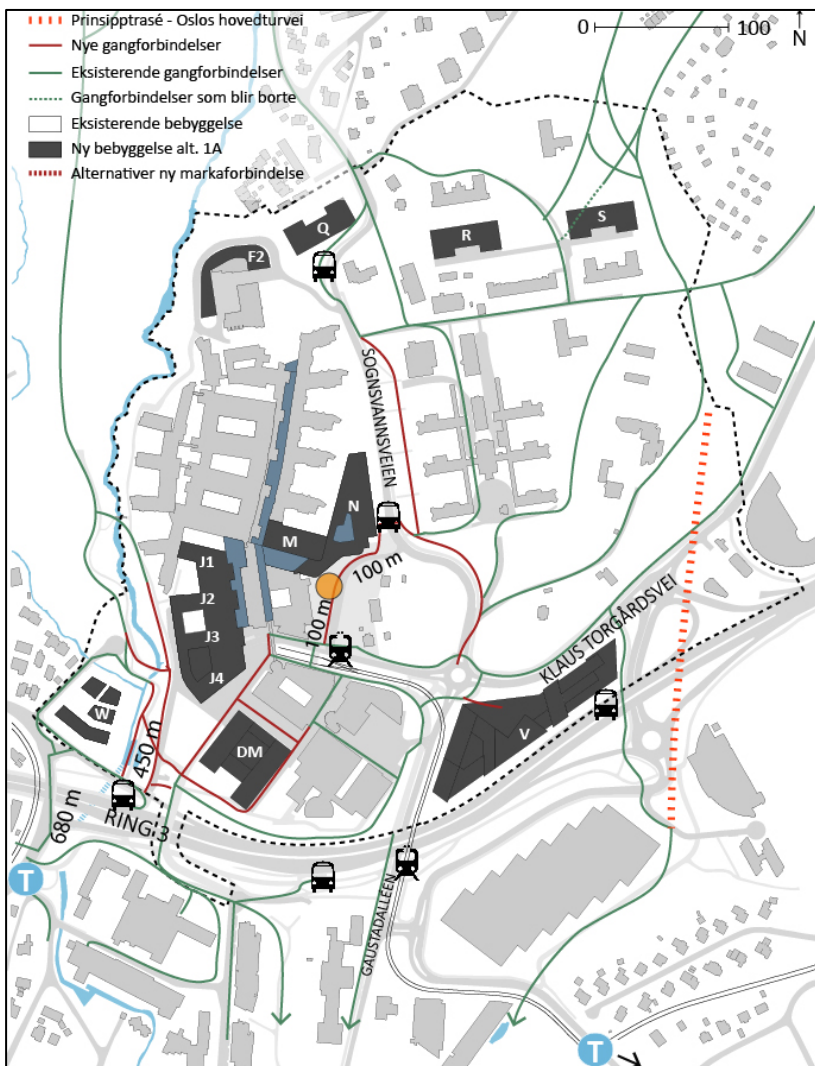 Prinsipptrasé - Oslos hovedturvei
Nye gangforbindelser
Eksisterende gangforbindelser
Gangforbindelser som blir borte
Eksisterende bebyggelse
Ny bebyggelse alt. 1A
Alternativer ny markaforbindelse
0 100
N
Q
F2
R
S
SOGNSVANNSVEIEN
N
M
J1
J2
J3
J4
100 m
100 m
KLAUS TORGÅRDSVEI
W
DM
V
450 m
680 m
RING 3
T
GAUSTADALLEEN
T